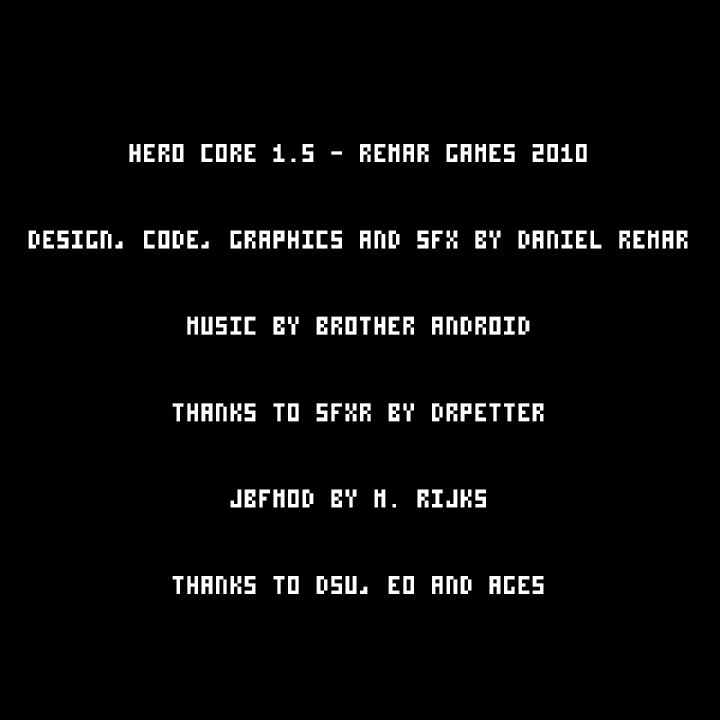 HERO CORE 1.5 - REMAR GAMES 2010
DESIGN, CODE, GRAPHICS AND SFX BY DANIEL REMAR
MUSIC BY BROTHER ANDROID
THANKS TO SFXR BY DRPETTER
JBFMOD BY M. RIJKS
THANKS TO DSU, EO AND AGES